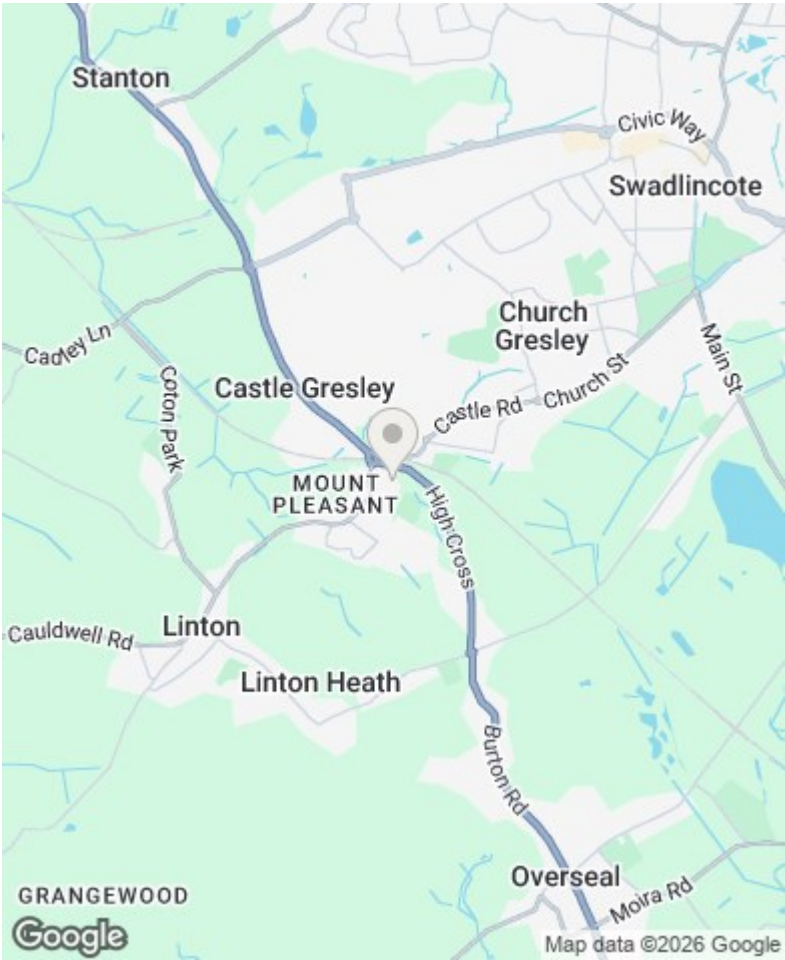 Stanton
Civic Way
Swadlincote
Church
Gresley
Cadley Ln
Main St
Coton Park
Castle Gresley
Church St
Castle Rd
MOUNT
PLEASANT
High Cross
Cauldwell Rd
Linton
Linton Heath
Burton Rd
Overseal
Moira Rd
GRANGEWOOD
Google
Map data ©2026 Google